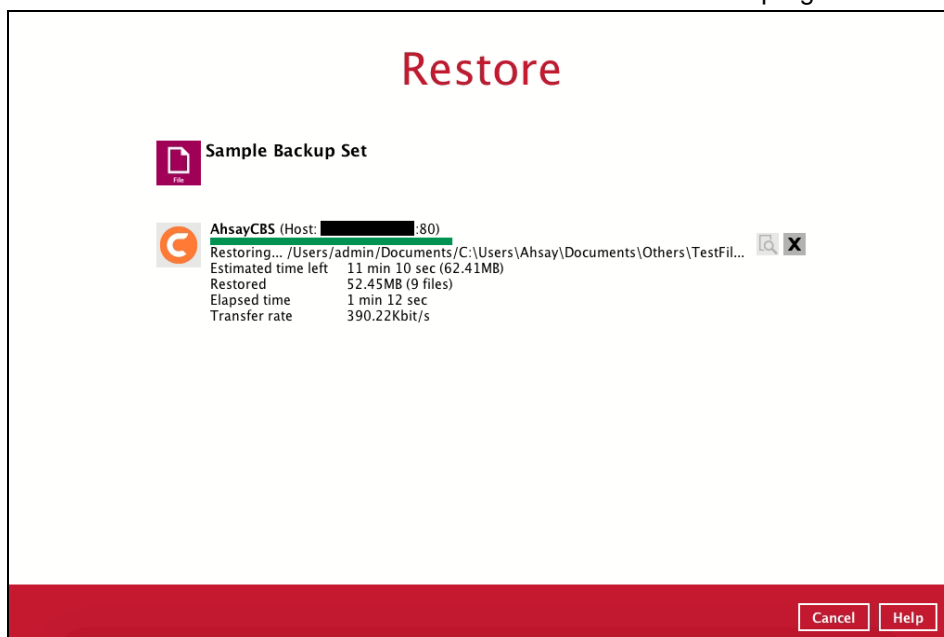 Restore
Sample Backup Set
File
AhsayCBS (Host: :80)
Restoring... /Users/admin/Documents/C:\Users\Ahsay\Documents\Others\TestFil...
Estimated time left 11 min 10 sec (62.41MB)
Restored 52.45MB (9 files)
Elapsed time 1 min 12 sec
Transfer rate 390.22Kbit/s
X
Cancel Help